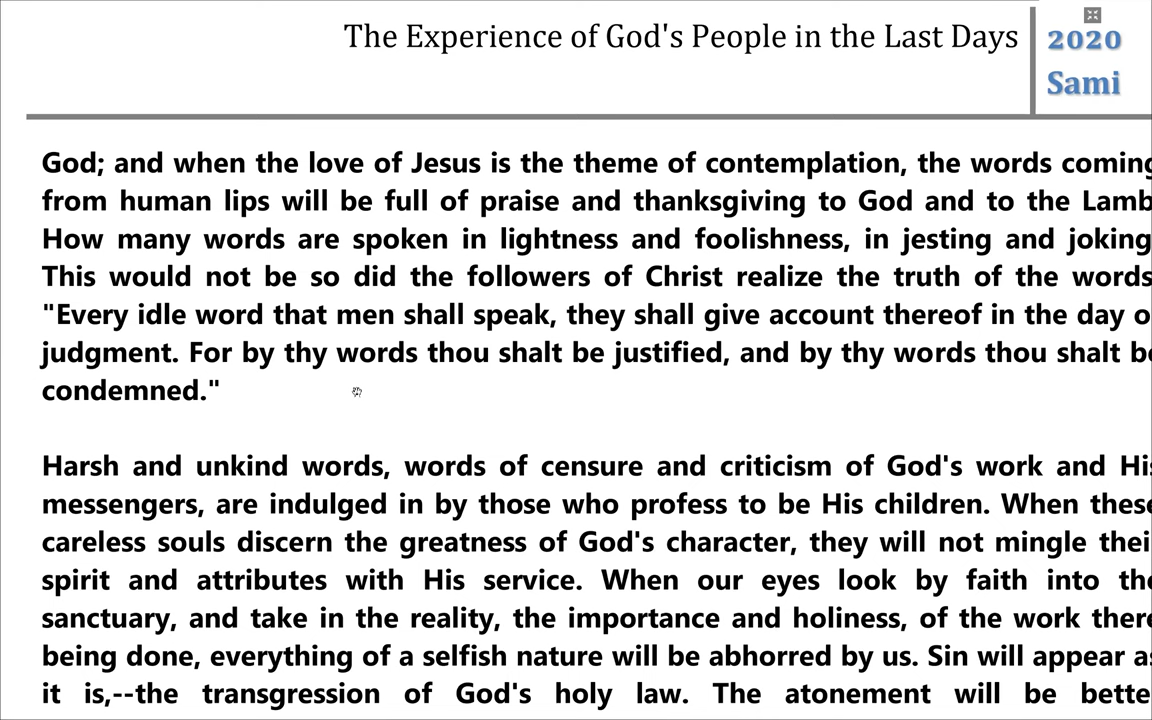 The Experience of God's People in the Last Days
2020
Sami
God; and when the love of Jesus is the theme of contemplation, the words coming
from human lips will be full of praise and thanksgiving to God and to the Lamb
How many words are spoken in lightness and foolishness, in jesting and joking
This would not be so did the followers of Christ realize the truth of the words
"Every idle word that men shall speak, they shall give account thereof in the day o
judgment. For by thy words thou shalt be justified, and by thy words thou shalt be
condemned."
Harsh and unkind words, words of censure and criticism of God's work and His
messengers, are indulged in by those who profess to be His children. When these
careless souls discern the greatness of God's character, they will not mingle thei
spirit and attributes with His service. When our eyes look by faith into the
sanctuary, and take in the reality, the importance and holiness, of the work there
being done, everything of a selfish nature will be abhorred by us. Sin will appear as
it is,--the transgression of God's holy law. The atonement will be bette